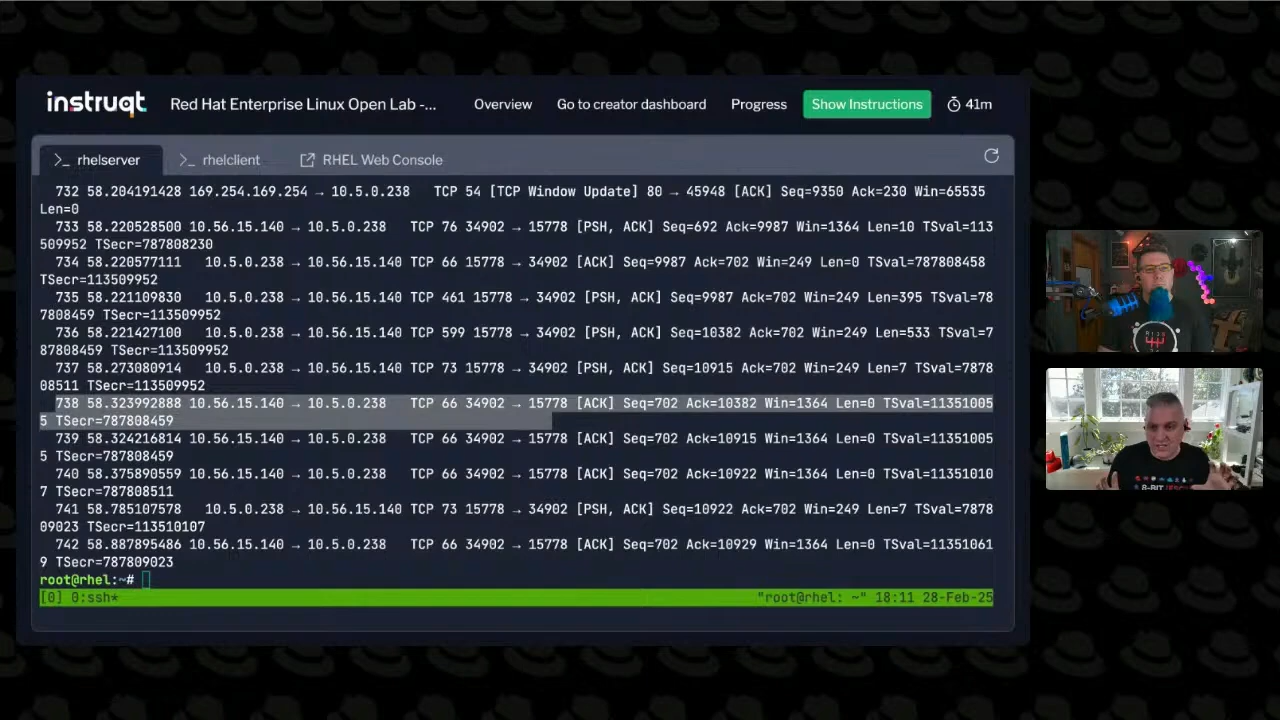 instruqt
Red Hat Enterprise Linux Open Lab -...
Overview
Go to creator dashboard
Progress
Show Instructions
41m
>_ rhelserver
>_ rhelclient
RHEL Web Console
732 58.204191428 169.254.169.254 → 10.5.0.238   TCP 54 [TCP Window Update] 80 → 45948 [ACK] Seq=9350 Ack=230 Win=65535
Len=0
733 58.220528500 10.56.15.140 → 10.5.0.238   TCP 76 34902 → 15778 [PSH, ACK] Seq=692 Ack=9987 Win=1364 Len=10 TSval=113
509952 TSecr=787808230
734 58.220577111   10.5.0.238 → 10.56.15.140 TCP 66 15778 → 34902 [ACK] Seq=9987 Ack=702 Win=249 Len=0 TSval=787808458
TSecr=113509952
735 58.221109830   10.5.0.238 → 10.56.15.140 TCP 461 15778 → 34902 [PSH, ACK] Seq=9987 Ack=702 Win=249 Len=395 TSval=78
7808459 TSecr=113509952
736 58.221427100   10.5.0.238 → 10.56.15.140 TCP 599 15778 → 34902 [PSH, ACK] Seq=10382 Ack=702 Win=249 Len=533 TSval=7
87808459 TSecr=113509952
737 58.273080914   10.5.0.238 → 10.56.15.140 TCP 73 15778 → 34902 [PSH, ACK] Seq=10915 Ack=702 Win=249 Len=7 TSval=7878
08511 TSecr=113509952
738 58.323992888 10.56.15.140 → 10.5.0.238   TCP 66 34902 → 15778 [ACK] Seq=702 Ack=10382 Win=1364 Len=0 TSval=11351005
5 TSecr=787808459
739 58.324216814 10.56.15.140 → 10.5.0.238   TCP 66 34902 → 15778 [ACK] Seq=702 Ack=10915 Win=1364 Len=0 TSval=11351005
5 TSecr=787808459
740 58.375890559 10.56.15.140 → 10.5.0.238   TCP 66 34902 → 15778 [ACK] Seq=702 Ack=10922 Win=1364 Len=0 TSval=11351010
7 TSecr=787808511
741 58.785107578   10.5.0.238 → 10.56.15.140 TCP 73 15778 → 34902 [PSH, ACK] Seq=10922 Ack=702 Win=249 Len=7 TSval=7878
09023 TSecr=113510107
742 58.887895486 10.56.15.140 → 10.5.0.238   TCP 66 34902 → 15778 [ACK] Seq=702 Ack=10929 Win=1364 Len=0 TSval=11351061
9 TSecr=787809023
root@rhel:~#
[0] 0:ssh* "root@rhel: ~" 18:11 28-Feb-25
8-BIT